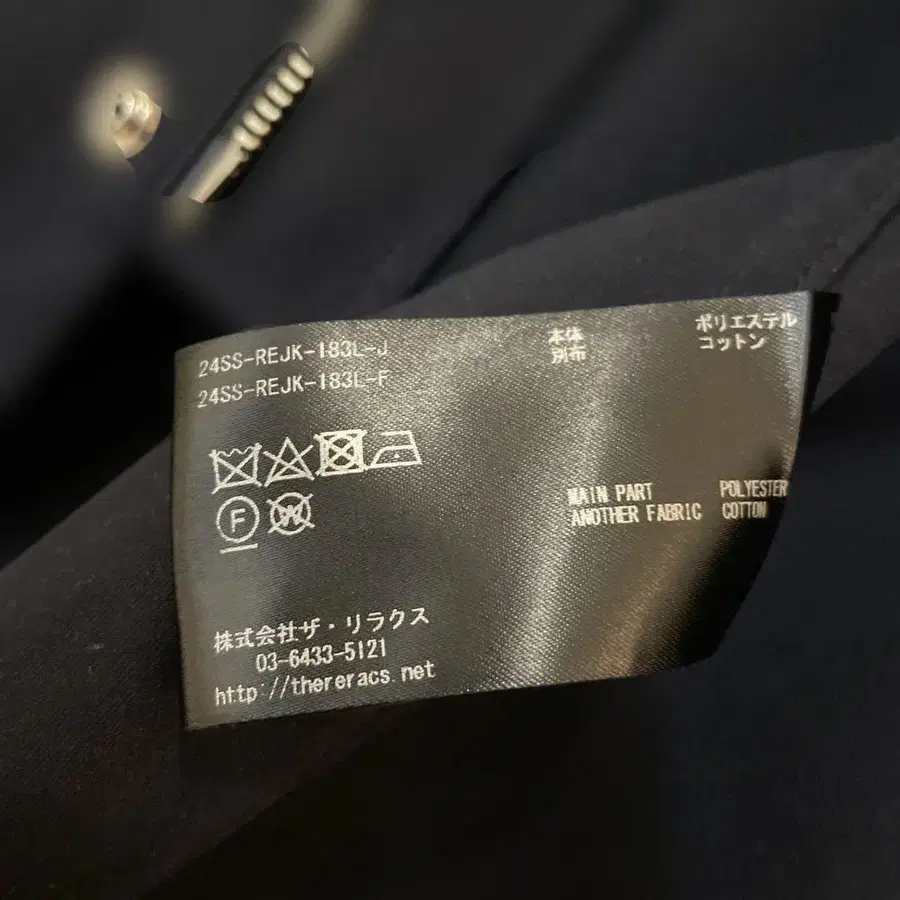 24SS-REJK-183L-J
24SS-REJK-183L-F
本体 ポリエステル
別布 コットン
F
W
MAIN PART POLYESTER
ANOTHER FABRIC COTTON
株式会社ザ・リラクス
03-6433-5121
http://thereracs.net